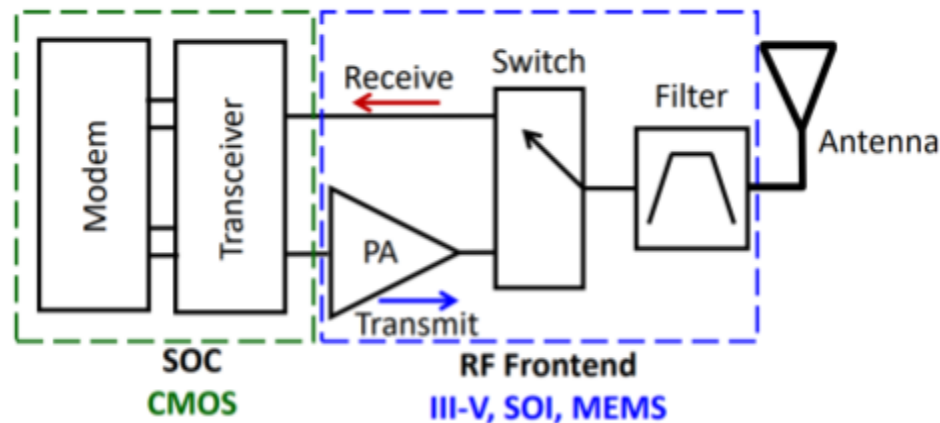 Modem
Transceiver
Receive
Switch
Filter
Antenna
PA
Transmit
SOC
CMOS
RF Frontend
III-V, SOI, MEMS